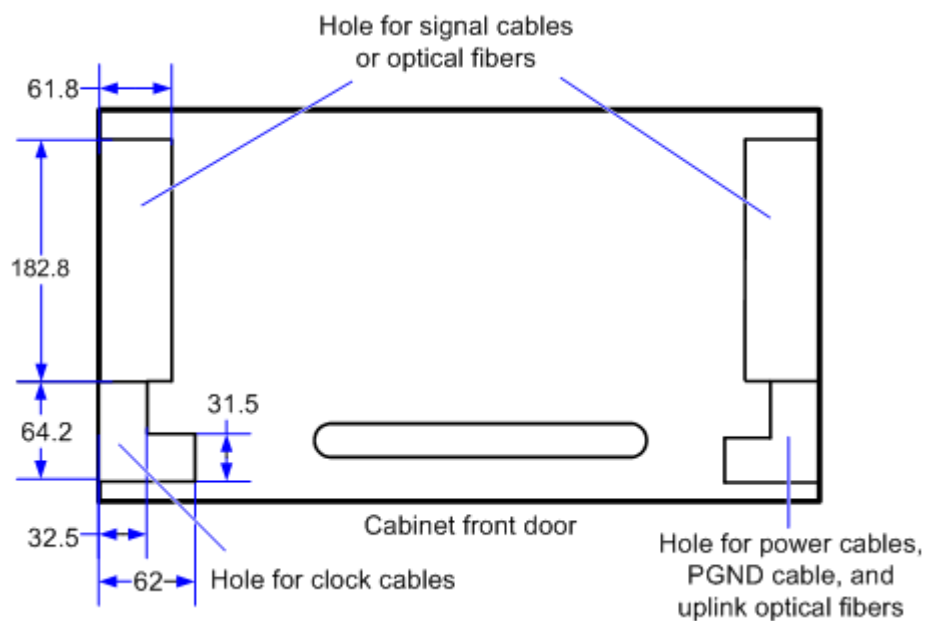 Hole for signal cables
or optical fibers
61.8
182.8
64.2
31.5
32.5
Cabinet front door
62
Hole for clock cables
Hole for power cables,
PGND cable, and
uplink optical fibers